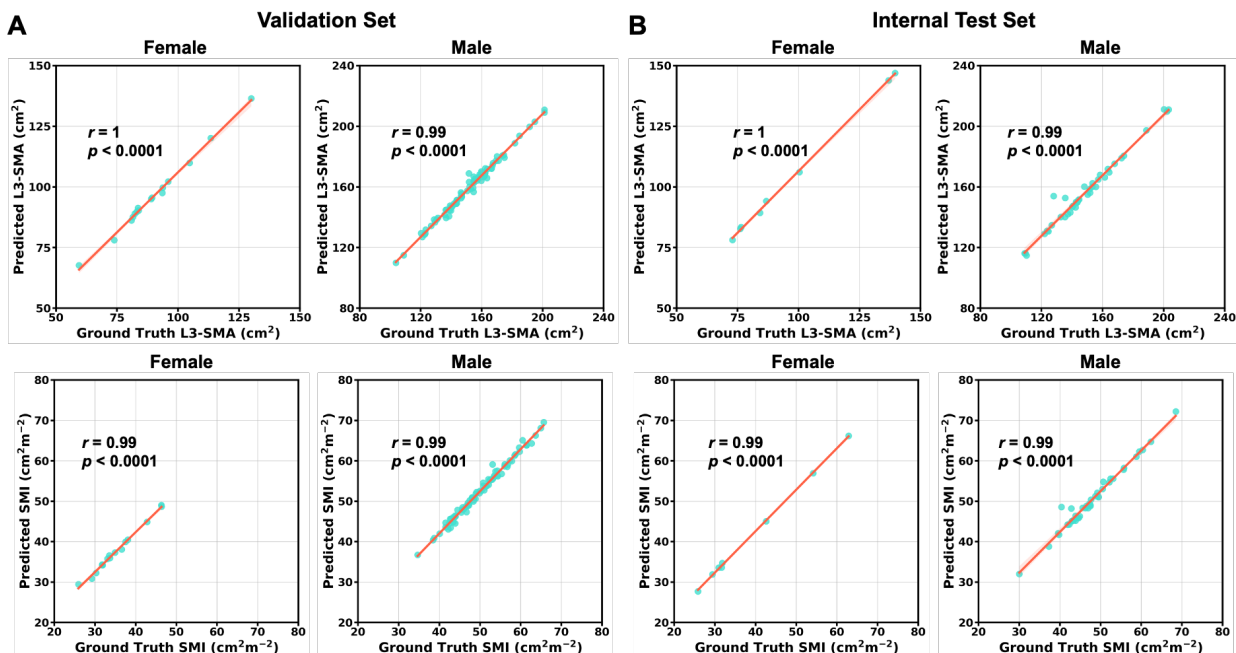 A
Validation Set
B
Internal Test Set
Female
Male
Female
Male
150
125
100
75
50
Predicted L3-SMA (cm²)
r = 1
p < 0.0001
50 75 100 125 150
Ground Truth L3-SMA (cm²)
240
200
160
120
80
Predicted L3-SMA (cm²)
r = 0.99
p < 0.0001
80 120 160 200 240
Ground Truth L3-SMA (cm²)
150
125
100
75
50
Predicted L3-SMA (cm²)
r = 1
p < 0.0001
50 75 100 125 150
Ground Truth L3-SMA (cm²)
240
200
160
120
80
Predicted L3-SMA (cm²)
r = 0.99
p < 0.0001
80 120 160 200 240
Ground Truth L3-SMA (cm²)
Female
Male
Female
Male
80
70
60
50
40
30
20
Predicted SMI (cm²m⁻²)
r = 0.99
p < 0.0001
20 30 40 50 60 70 80
Ground Truth SMI (cm²m⁻²)
80
70
60
50
40
30
20
Predicted SMI (cm²m⁻²)
r = 0.99
p < 0.0001
20 30 40 50 60 70 80
Ground Truth SMI (cm²m⁻²)
80
70
60
50
40
30
20
Predicted SMI (cm²m⁻²)
r = 0.99
p < 0.0001
20 30 40 50 60 70 80
Ground Truth SMI (cm²m⁻²)
80
70
60
50
40
30
20
Predicted SMI (cm²m⁻²)
r = 0.99
p < 0.0001
20 30 40 50 60 70 80
Ground Truth SMI (cm²m⁻²)